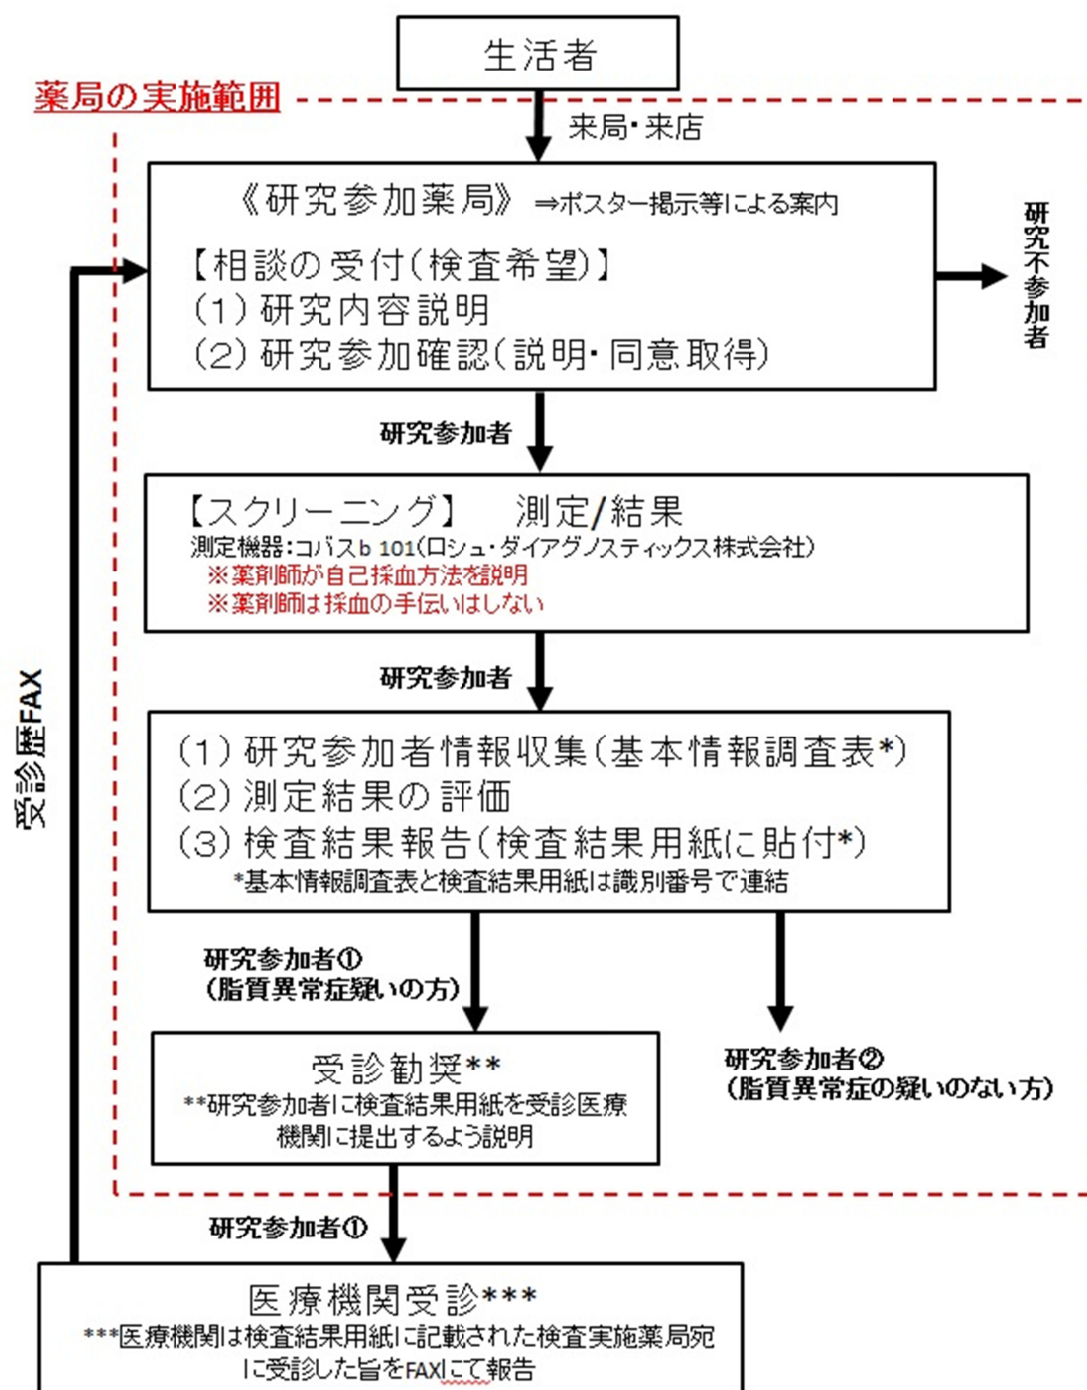 生活者
薬局の実施範囲
来局・来店
《研究参加薬局》 ⇒ポスター掲示等による案内
【相談の受付(検査希望)】
(1)研究内容説明
(2)研究参加確認(説明・同意取得)
研究不参加者
研究参加者
【スクリーニング】 測定/結果
測定機器：コバスb 101(ロシュ・ダイアグノスティックス株式会社)
※薬剤師が自己採血方法を説明
※薬剤師は採血の手伝いはしない
研究参加者
受診歴FAX
(1)研究参加者情報収集(基本情報調査表*)
(2)測定結果の評価
(3)検査結果報告(検査結果用紙に貼付*)
*基本情報調査表と検査結果用紙は識別番号で連結
研究参加者①
(脂質異常症疑いの方)
受診勧奨**
**研究参加者に検査結果用紙を受診医療
機関に提出するよう説明
研究参加者②
(脂質異常症の疑いのない方)
研究参加者①
医療機関受診***
***医療機関は検査結果用紙に記載された検査実施薬局宛
に受診した旨をFAXにて報告